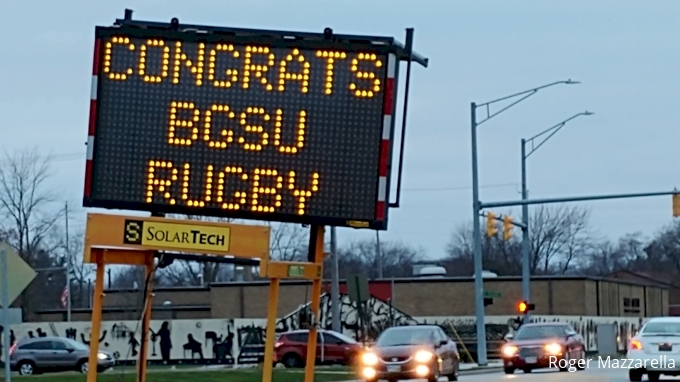 CONGRATS
BGSU
RUGBY
S SOLARTECH
Roger Mazzarella